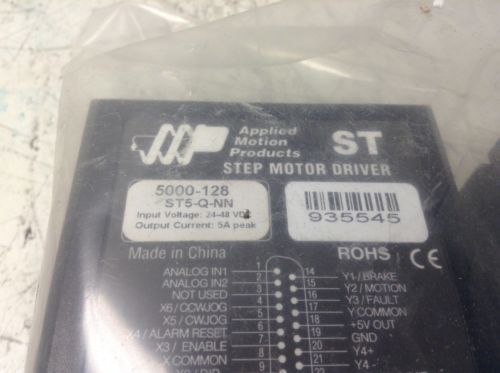 Applied
Motion
Products
ST
STEP MOTOR DRIVER
5000-128
ST5-Q-NN
Input Voltage: 24-48 VDC
Output Current: 5A peak
935545
Made in China
ROHS CE
ANALOG IN1 1
ANALOG IN2 2
NOT USED 3
X6 / CCWJOG 4
X5 / CWJOG 5
X4 / ALARM RESET 6
X3 / ENABLE 7
X COMMON 8
9
14 Y1 / BRAKE
15 Y2 / MOTION
16 Y3 / FAULT
17 Y COMMON
18 +5V OUT
19 GND
20 Y4+
21 Y4-
22